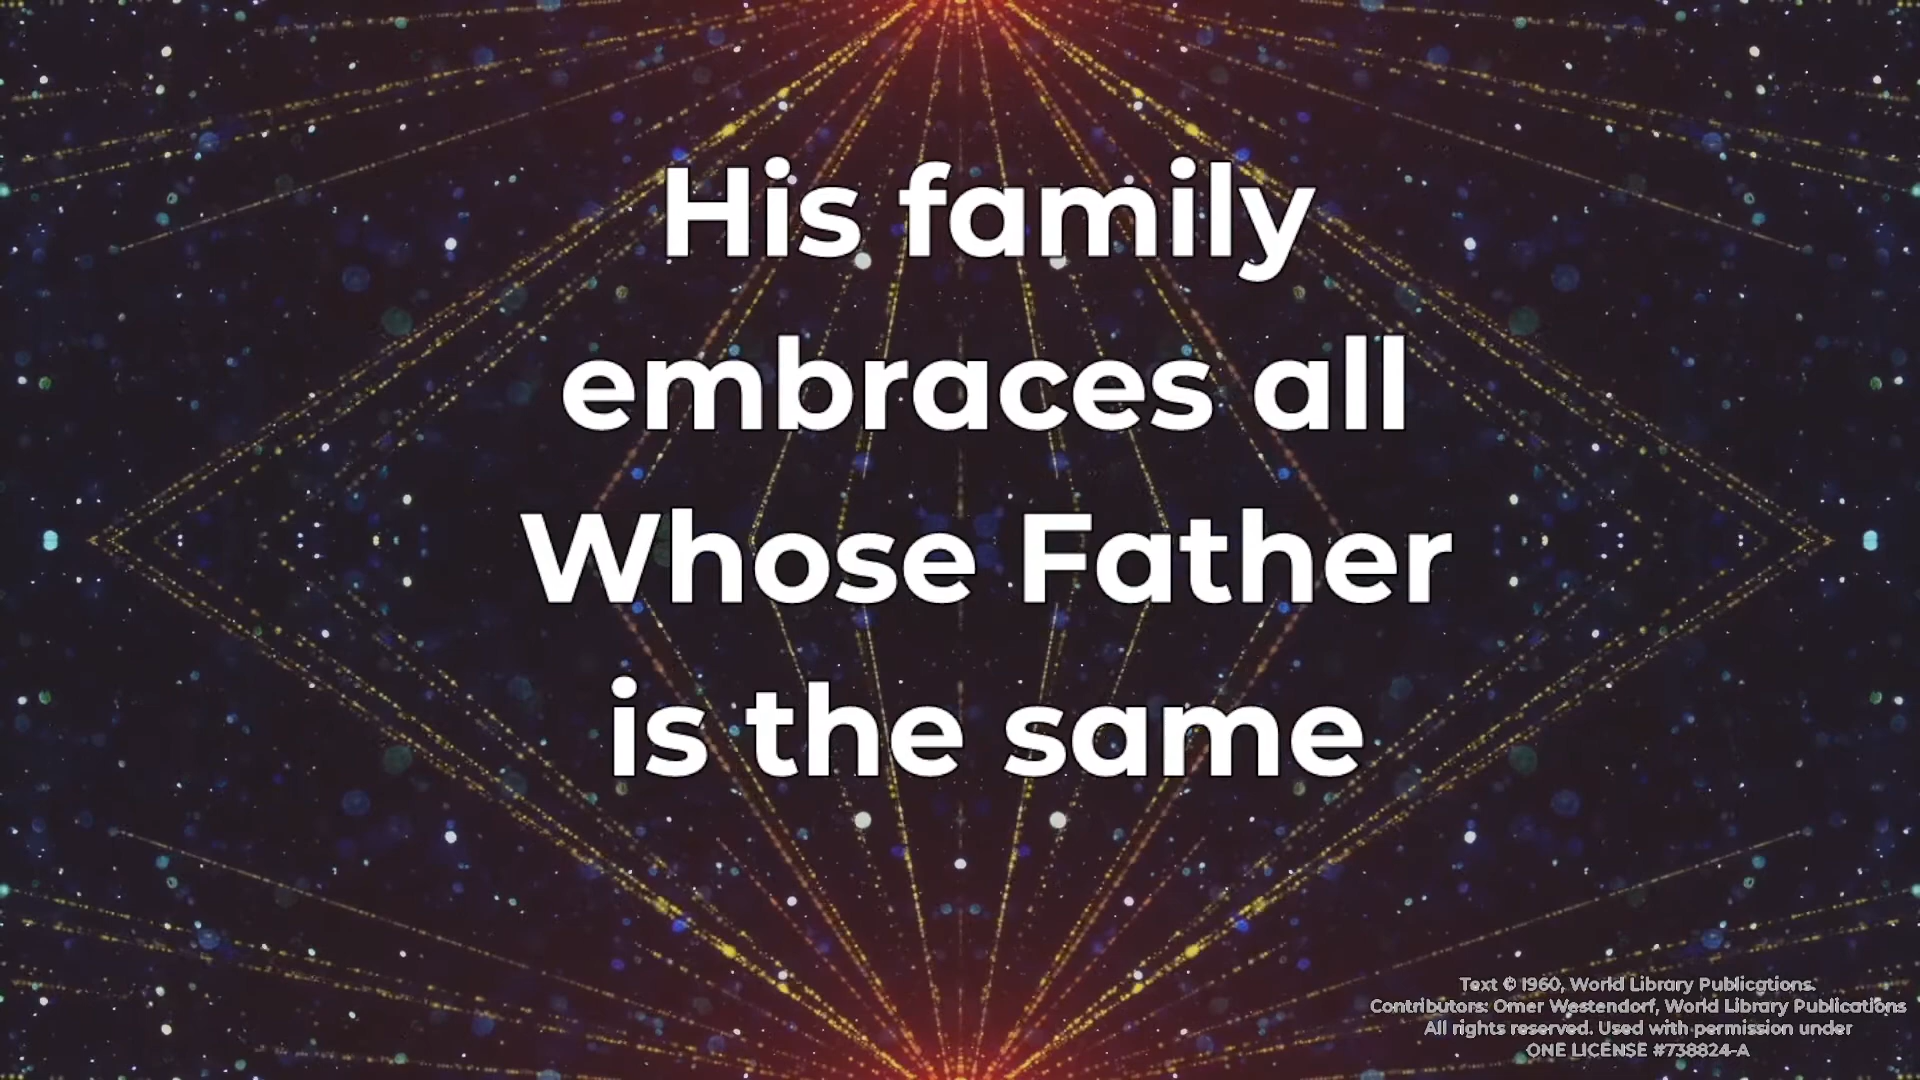 His family
embraces all
Whose Father
is the same
Text © 1960, World Library Publications.
Contributors: Omer Westendorf, World Library Publications
All rights reserved. Used with permission under
ONE LICENSE #738824-A